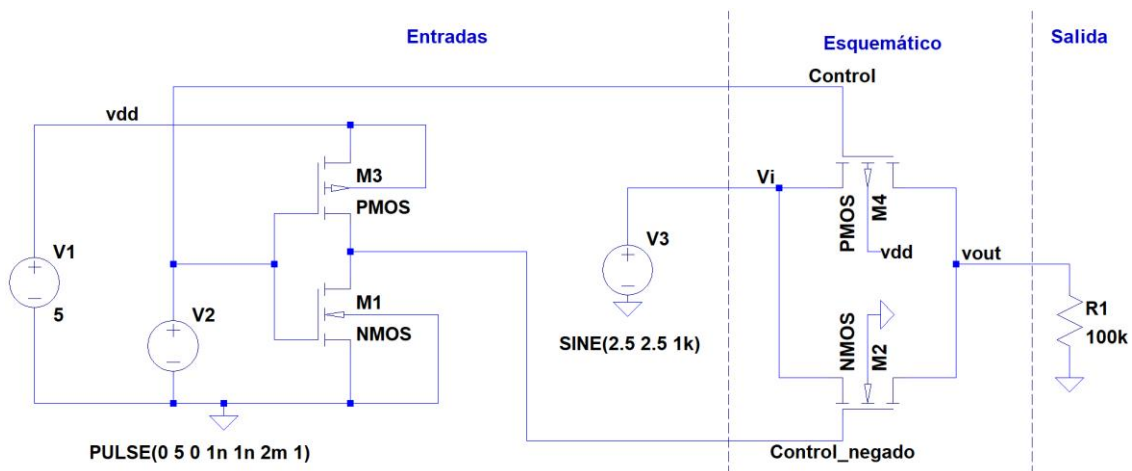 Entradas
Esquemático
Salida
Control
vdd
M3
PMOS
Vi
PMOS
M4
V1
5
V2
V3
vdd
vout
M1
NMOS
R1
100k
SINE(2.5 2.5 1k)
NMOS
M2
PULSE(0 5 0 1n 1n 2m 1)
Control_negado